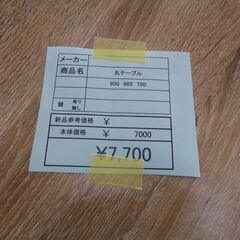 メーカー
商品名 丸テーブル
900 900 700
鍵 有り
無し
新品参考価格 ¥
本体価格 ¥ 7000
¥7,700